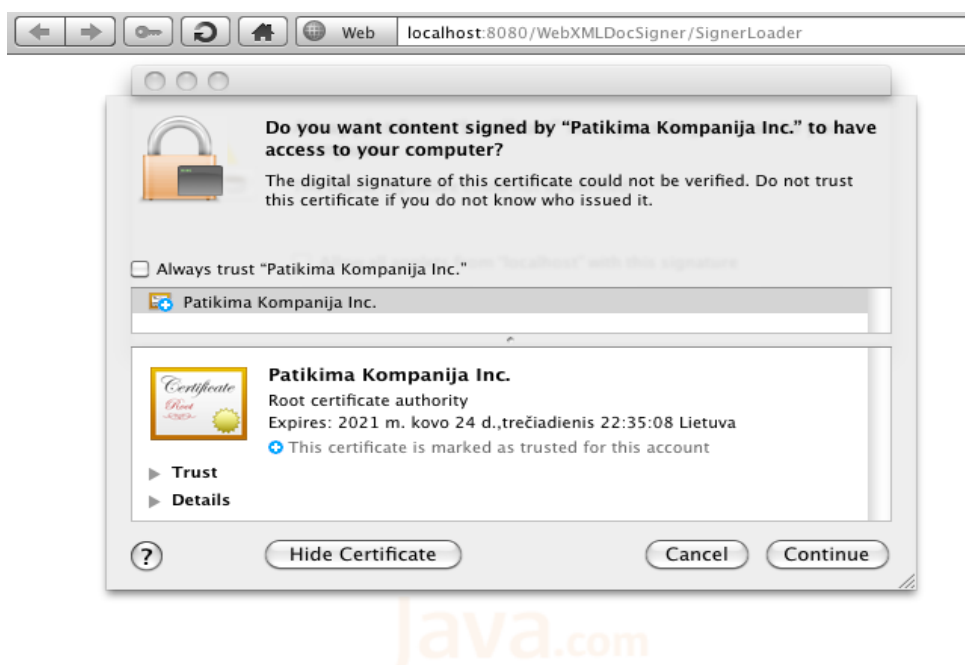 Web localhost:8080/WebXMLDocSigner/SignerLoader
Do you want content signed by “Patikima Kompanija Inc.” to have
access to your computer?
The digital signature of this certificate could not be verified. Do not trust
this certificate if you do not know who issued it.
Always trust “Patikima Kompanija Inc.”
Patikima Kompanija Inc.
Certificate
Root
Patikima Kompanija Inc.
Root certificate authority
Expires: 2021 m. kovo 24 d.,trečiadienis 22:35:08 Lietuva
This certificate is marked as trusted for this account
Trust
Details
? Hide Certificate Cancel Continue
Java.com